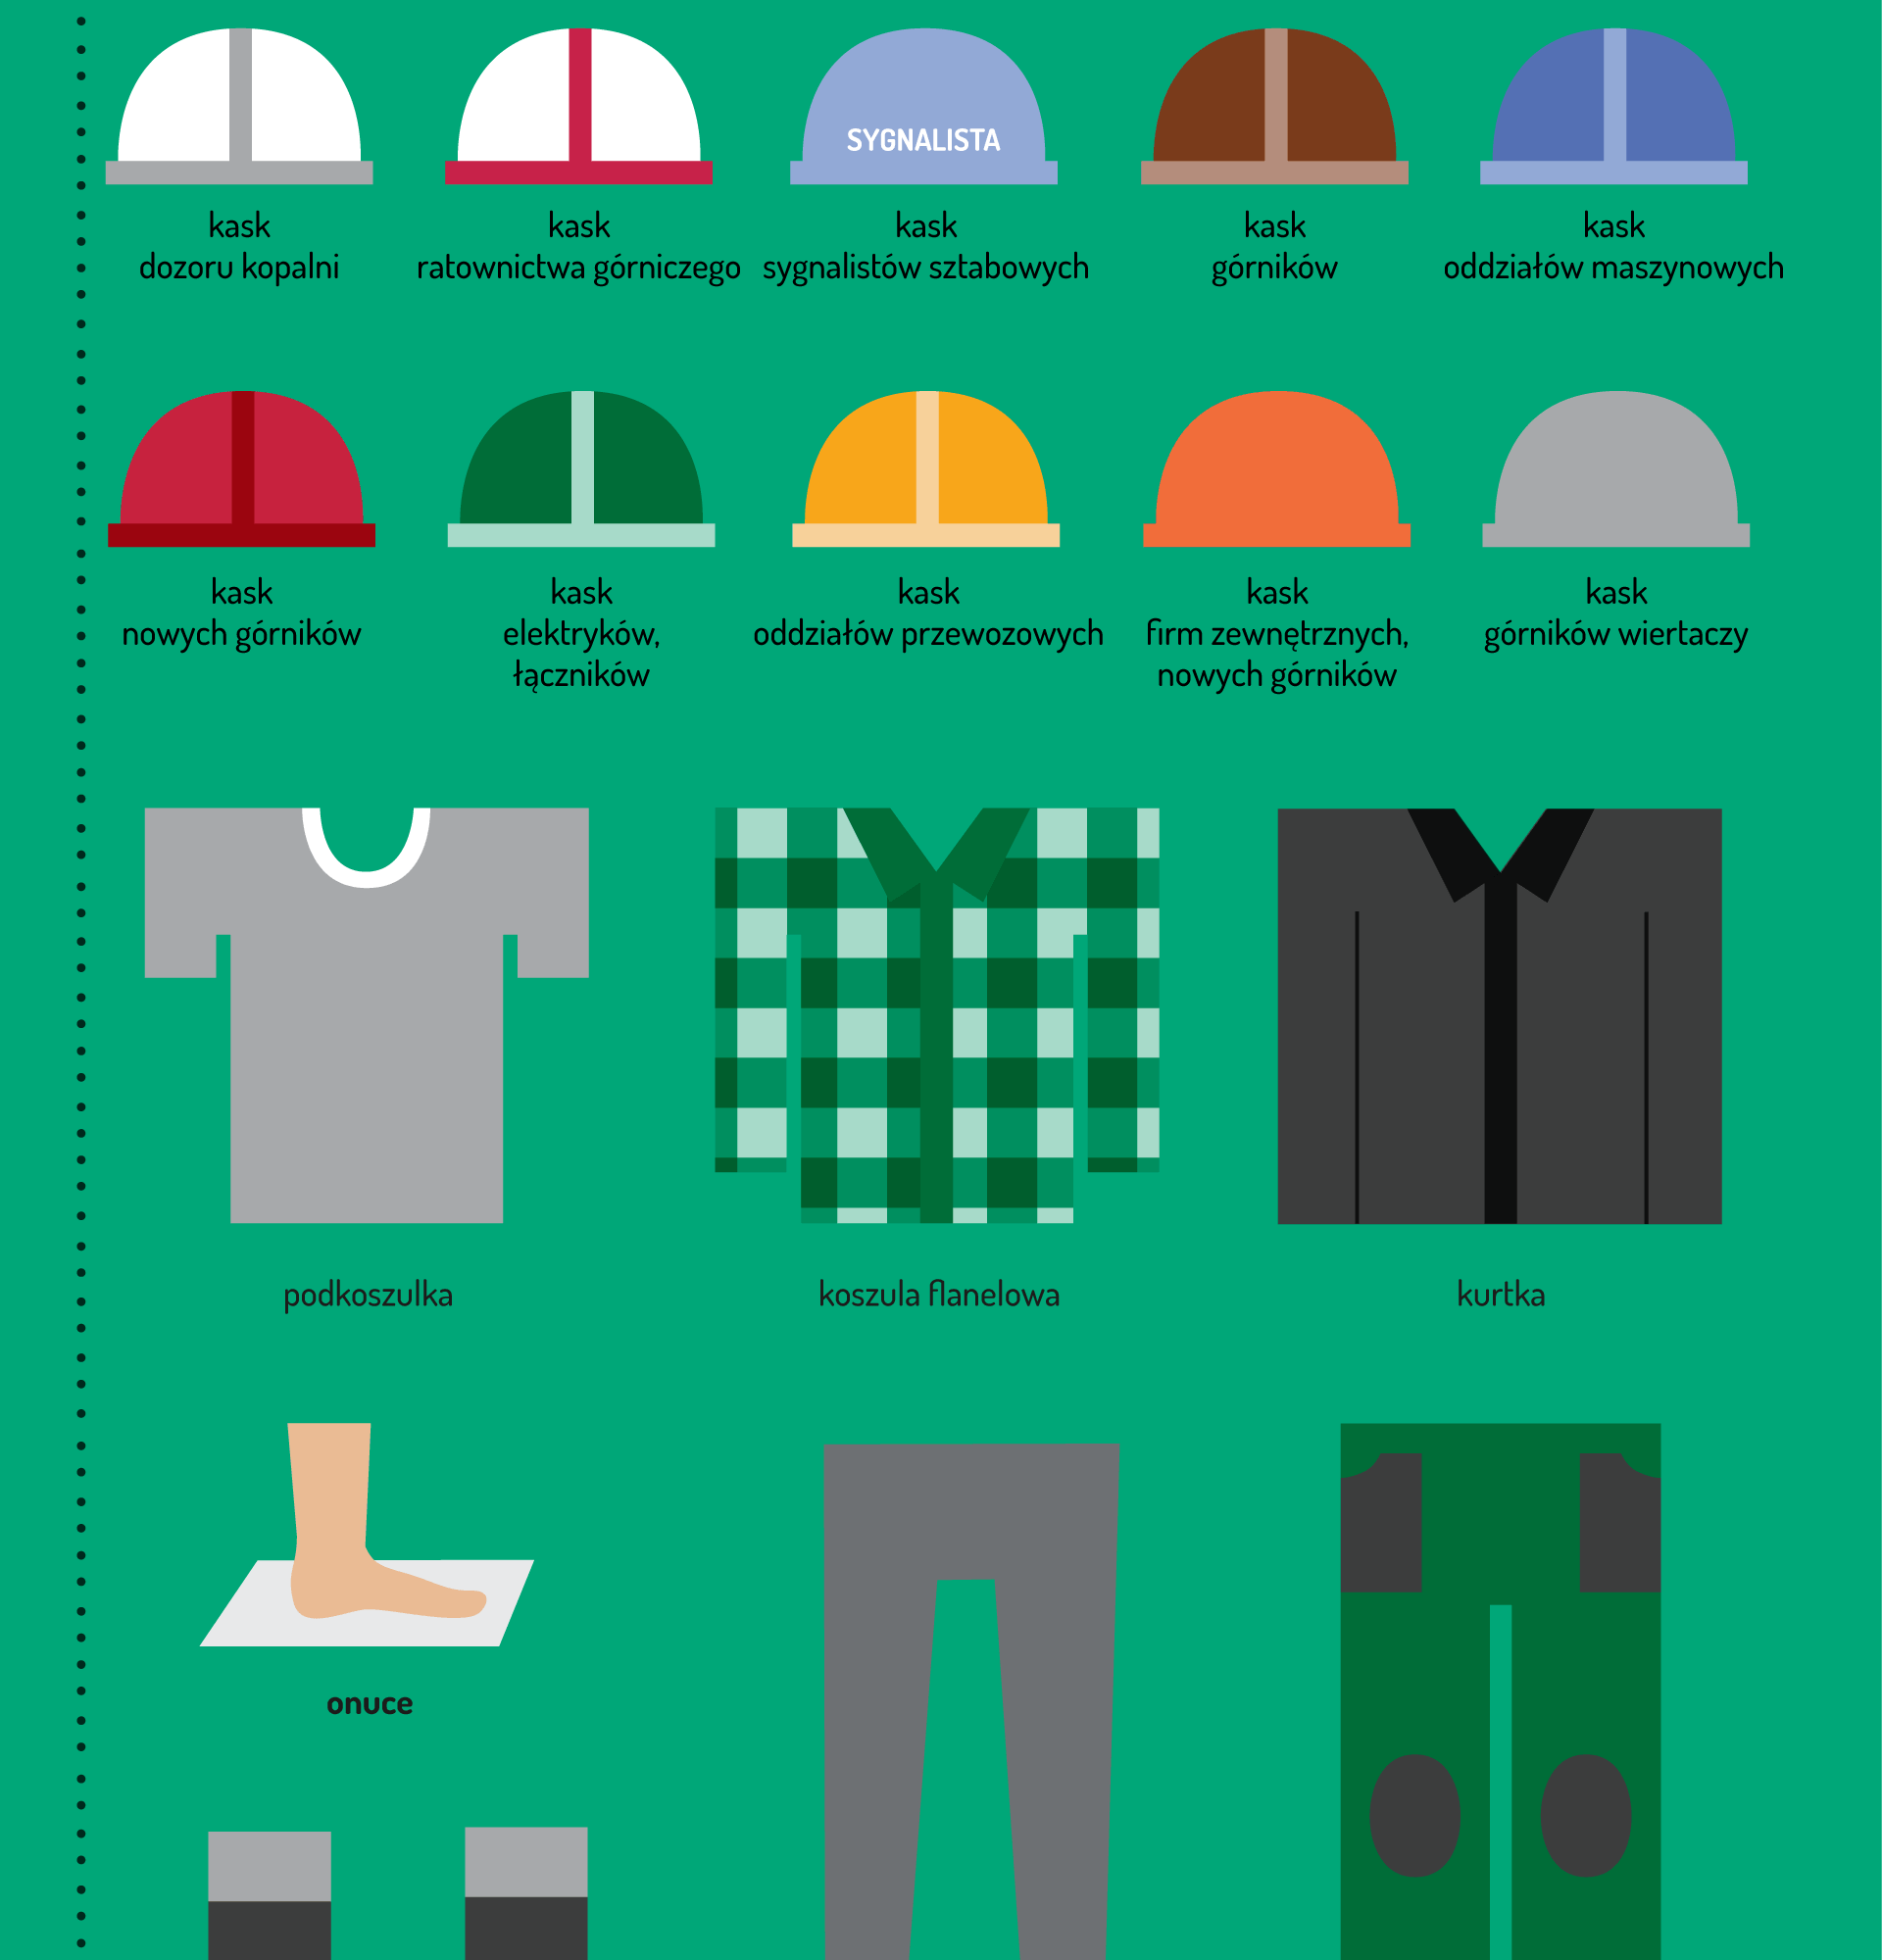 SYGNALISTA
kask
dozoru kopalni
kask
ratownictwa górniczego
kask
sygnalistów sztabowych
kask
górników
kask
oddziałów maszynowych
kask
nowych górników
kask
elektryków,
łączników
kask
oddziałów przewozowych
kask
firm zewnętrznych,
nowych górników
kask
górników wiertaczy
podkoszulka
koszula flanelowa
kurtka
onuce